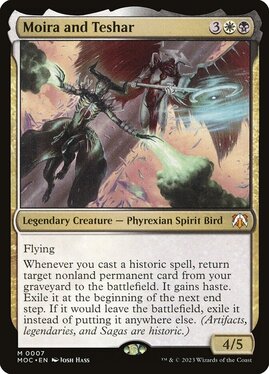 Moira and Teshar 3
Legendary Creature — Phyrexian Spirit Bird
Flying
Whenever you cast a historic spell, return
target nonland permanent card from your
graveyard to the battlefield. It gains haste.
Exile it at the beginning of the next end
step. If it would leave the battlefield, exile it
instead of putting it anywhere else. (Artifacts,
legendaries, and Sagas are historic.)
4/5
M 0007
MOC • EN Josh Hass ™ & © 2023 Wizards of the Coast